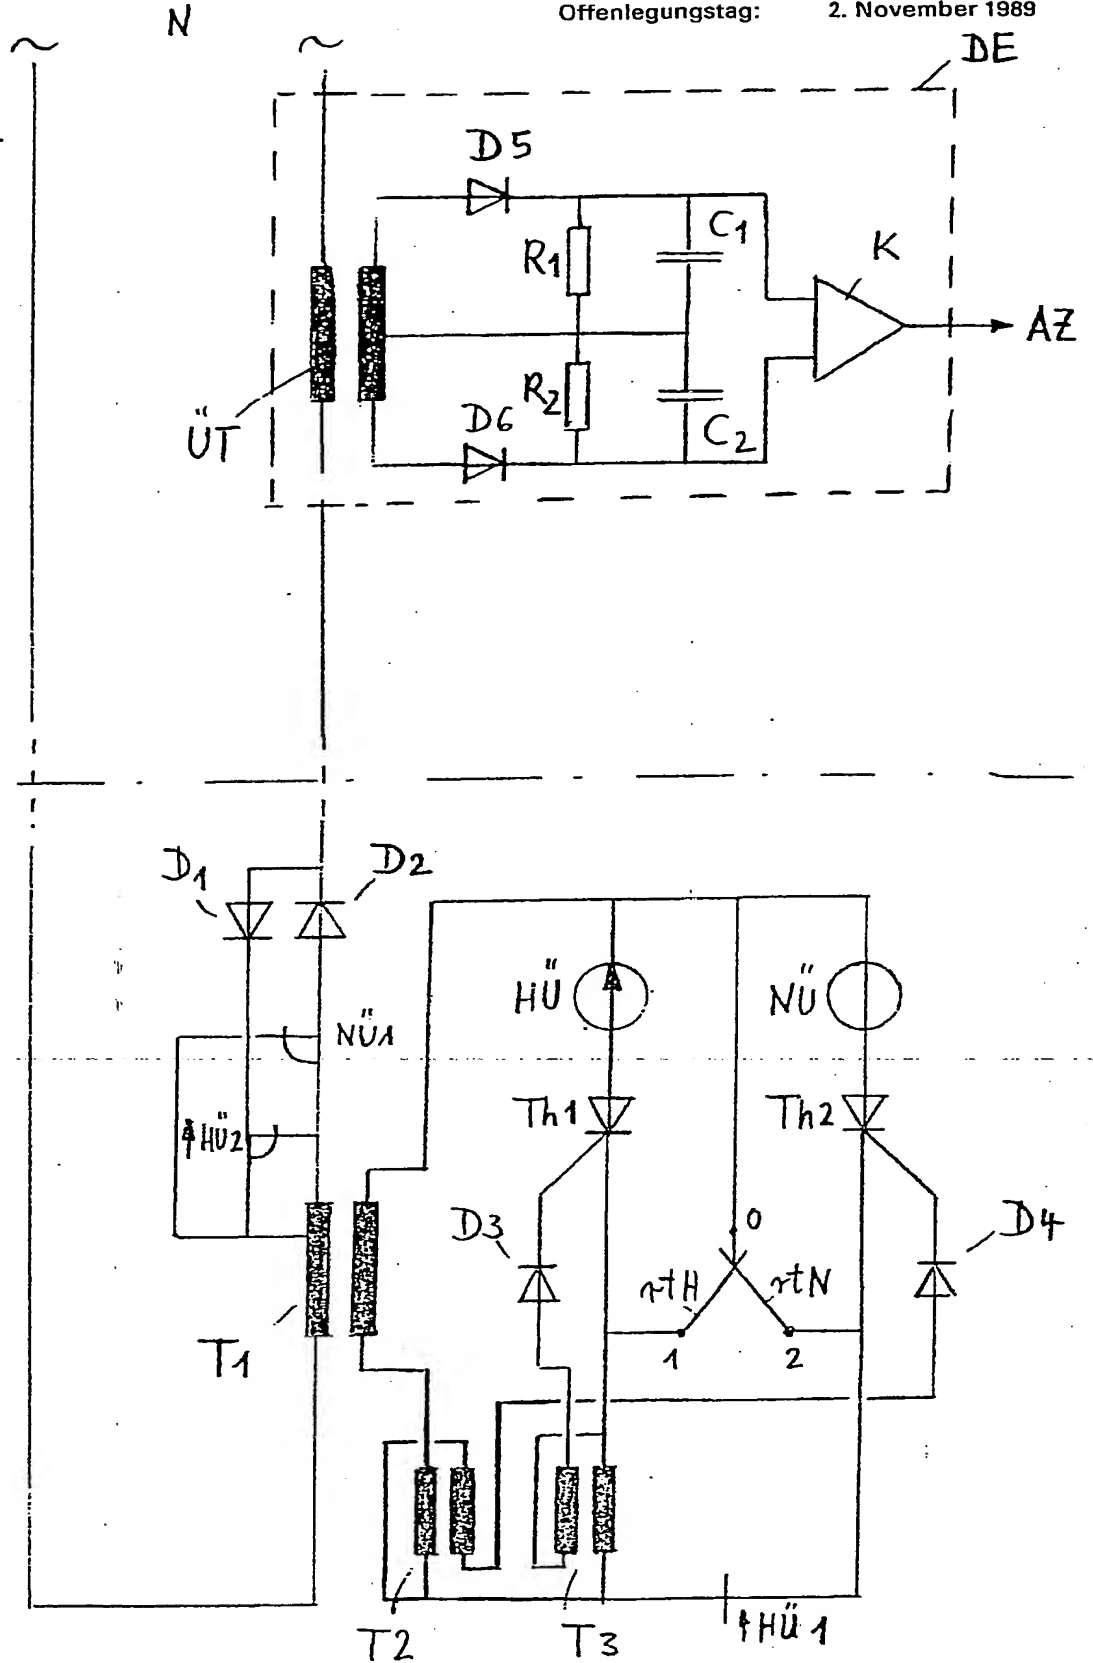 Offenlegungstag: 2. November 1989
N
~ ~
DE
D5
C1
K
R1
AZ
R2
D6
C2
ÜT
D1
D2
HÜ
NÜ
NÜ1
Th1
Th2
HÜ2
0
D3
D4
rtH
rtN
1
2
T1
HÜ1
T2
T3